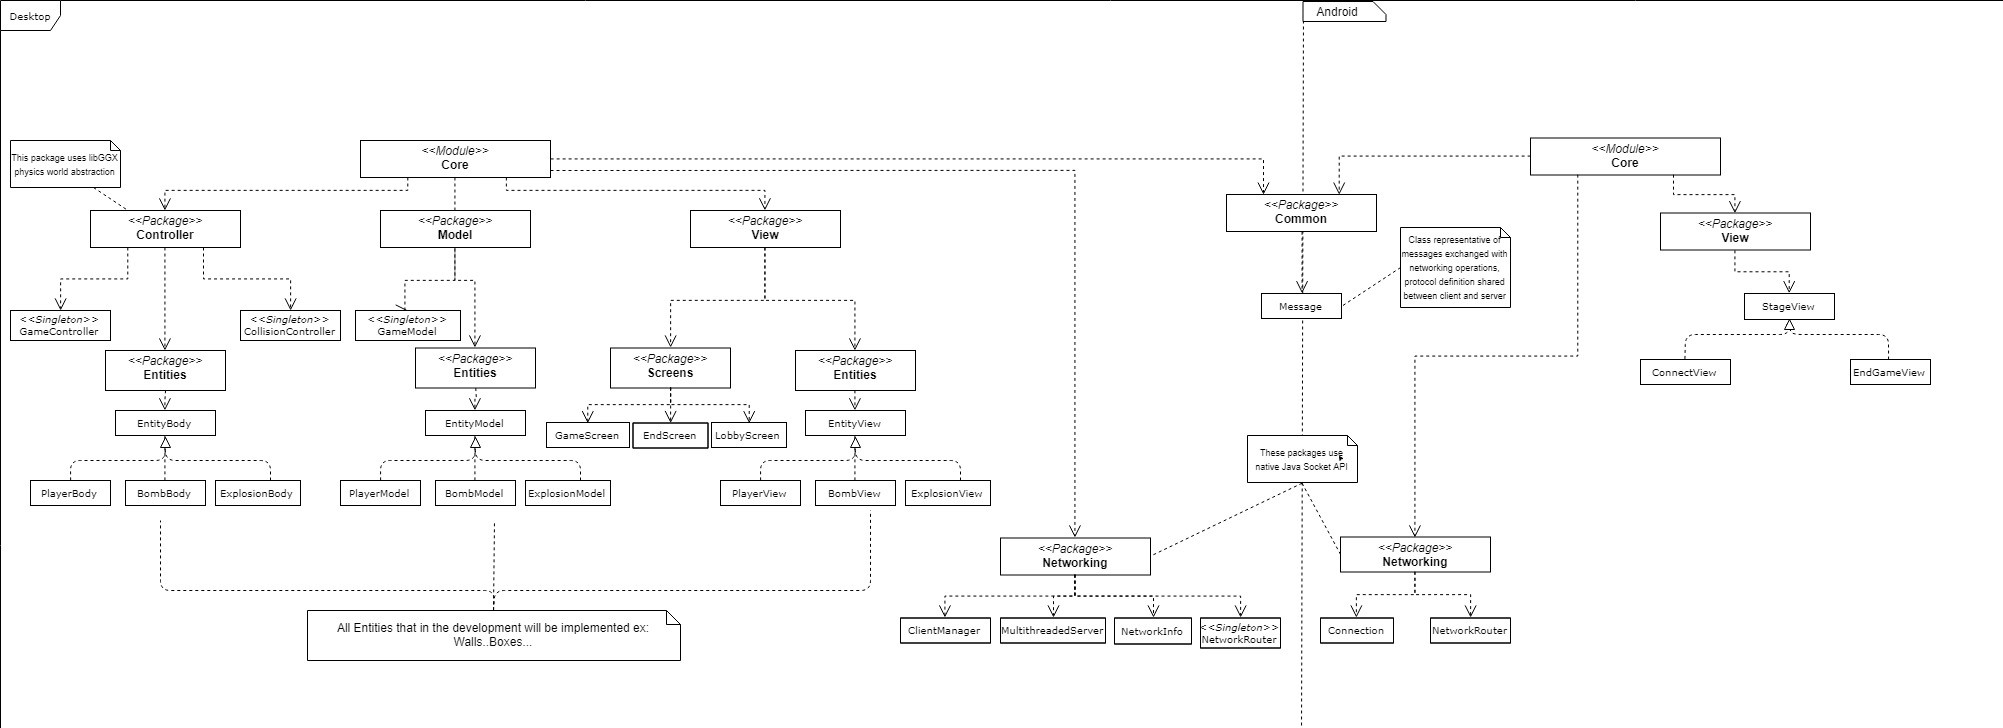 Desktop
Android
This package uses libGGX
physics world abstraction
<<Module>>
Core
<<Module>>
Core
<<Package>>
Controller
<<Package>>
Model
<<Package>>
View
<<Package>>
Common
<<Package>>
View
Class representative of
messages exchanged with
networking operations,
protocol definition shared
between client and server
<<Singleton>>
GameController
<<Singleton>>
CollisionController
<<Singleton>>
GameModel
Message
StageView
<<Package>>
Entities
<<Package>>
Entities
<<Package>>
Screens
<<Package>>
Entities
ConnectView
EndGameView
EntityBody
EntityModel
GameScreen
EndScreen
LobbyScreen
EntityView
PlayerBody
BombBody
ExplosionBody
PlayerModel
BombModel
ExplosionModel
PlayerView
BombView
ExplosionView
These packages use
native Java Socket API
<<Package>>
Networking
<<Package>>
Networking
All Entities that in the development will be implemented ex:
Walls..Boxes...
ClientManager
MultithreadedServer
NetworkInfo
<<Singleton>>
NetworkRouter
Connection
NetworkRouter